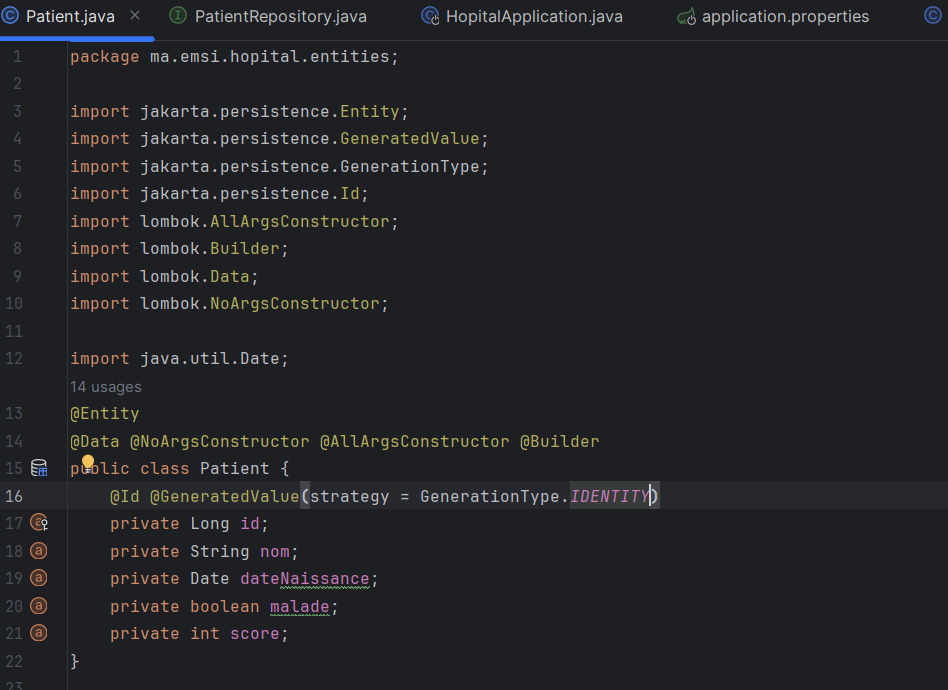 Patient.java PatientRepository.java HopitalApplication.java application.properties
1 package ma.emsi.hopital.entities;
2
3 import jakarta.persistence.Entity;
4 import jakarta.persistence.GeneratedValue;
5 import jakarta.persistence.GenerationType;
6 import jakarta.persistence.Id;
7 import lombok.AllArgsConstructor;
8 import lombok.Builder;
9 import lombok.Data;
10 import lombok.NoArgsConstructor;
11
12 import java.util.Date;
14 usages
13 @Entity
14 @Data @NoArgsConstructor @AllArgsConstructor @Builder
15 public class Patient {
16 @Id @GeneratedValue(strategy = GenerationType.IDENTITY)
17 private Long id;
18 private String nom;
19 private Date dateNaissance;
20 private boolean malade;
21 private int score;
22 }
23